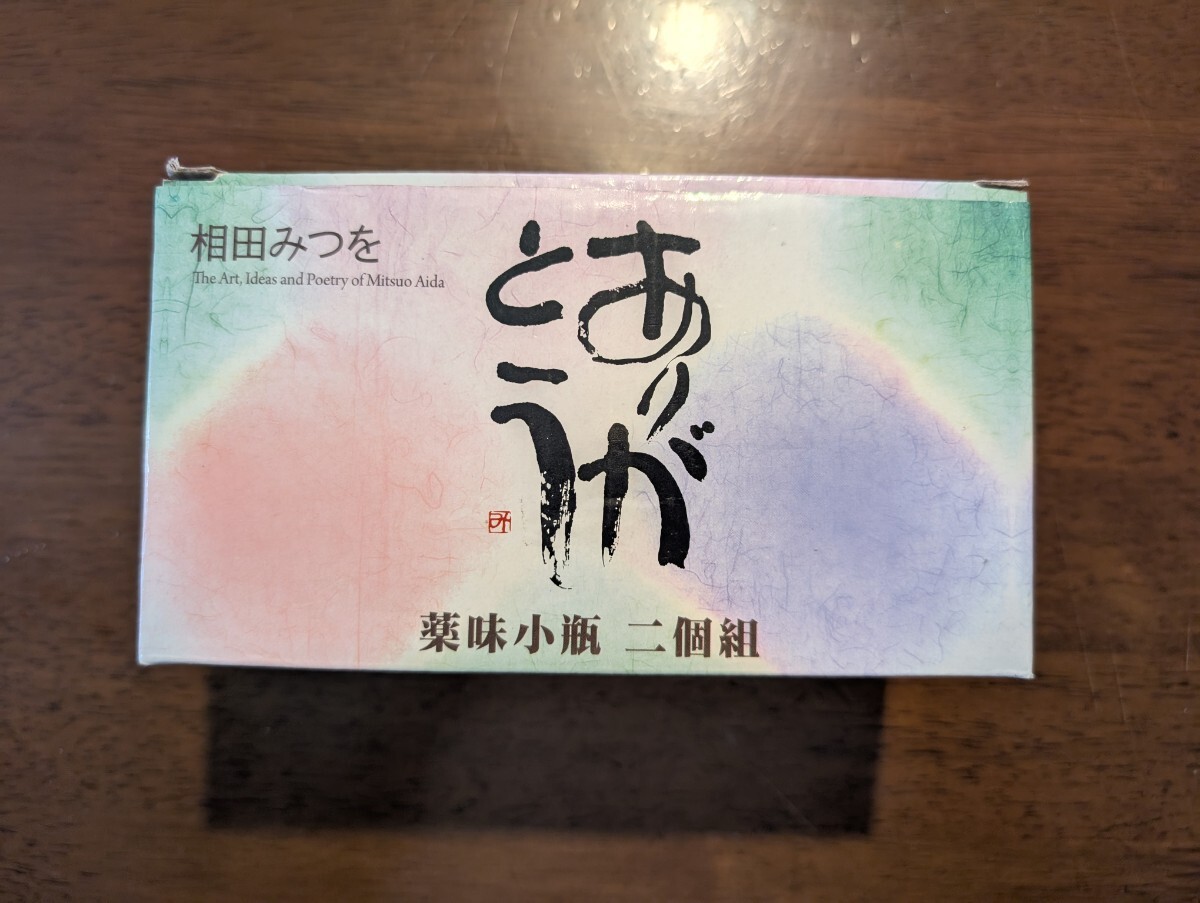 相田みつを
The Art, Ideas and Poetry of Mitsuo Aida
ありが
とう
薬味小瓶 二個組